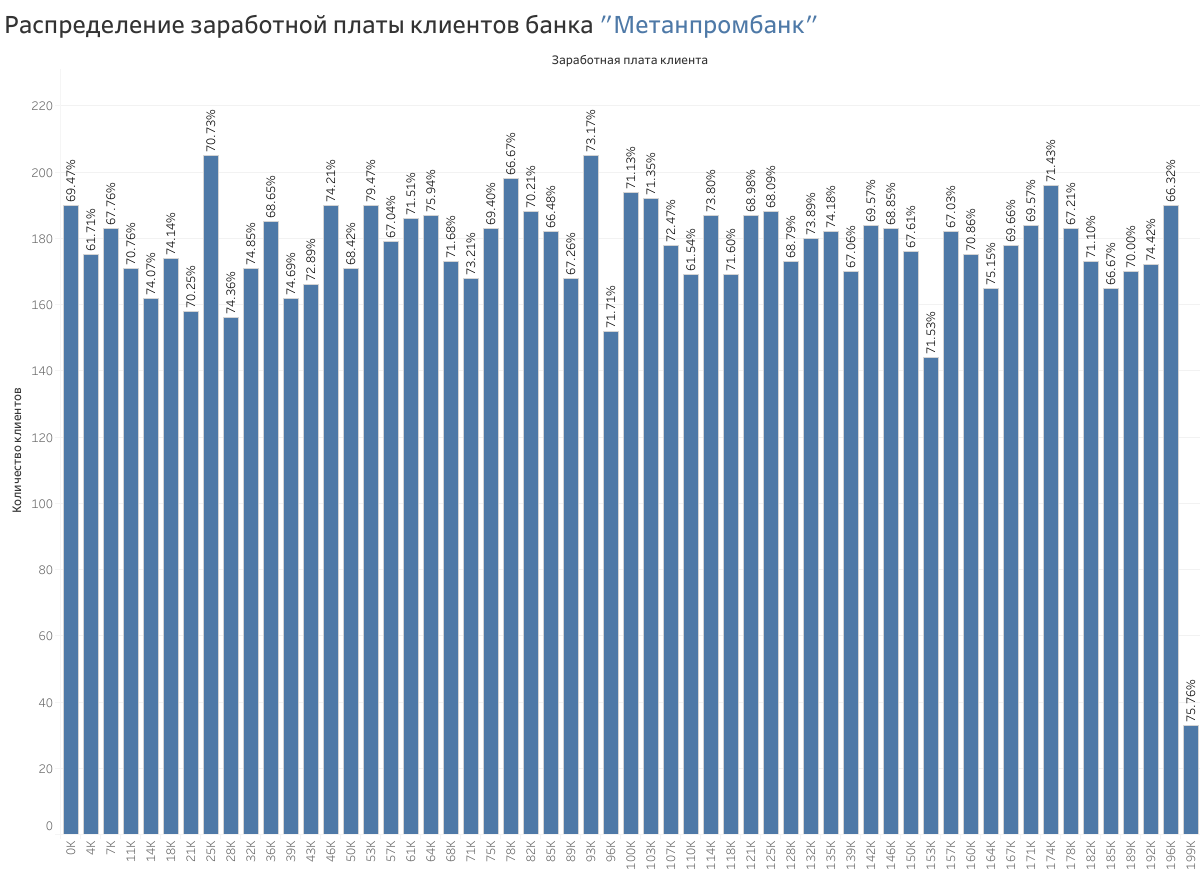 Распределение заработной платы клиентов банка "Метанпромбанк"
Заработная плата клиента
Количество клиентов
220
200
180
160
140
120
100
80
60
40
20
0
69.47%
61.71%
67.76%
70.76%
74.07%
74.14%
70.25%
70.73%
74.36%
74.85%
68.65%
74.69%
72.89%
74.21%
68.42%
79.47%
67.04%
71.51%
75.94%
71.68%
73.21%
69.40%
66.67%
70.21%
66.48%
67.26%
73.17%
71.71%
71.13%
71.35%
72.47%
61.54%
73.80%
71.60%
68.98%
68.09%
68.79%
73.89%
74.18%
67.06%
69.57%
68.85%
67.61%
71.53%
67.03%
70.86%
75.15%
69.66%
69.57%
71.43%
67.21%
71.10%
66.67%
70.00%
74.42%
66.32%
75.76%
0K
4K
7K
11K
14K
18K
21K
25K
28K
32K
36K
39K
43K
46K
50K
53K
57K
61K
64K
68K
71K
75K
78K
82K
85K
89K
93K
96K
100K
103K
107K
110K
114K
118K
121K
125K
128K
132K
135K
139K
142K
146K
150K
153K
157K
160K
164K
167K
171K
174K
178K
182K
185K
189K
192K
196K
199K